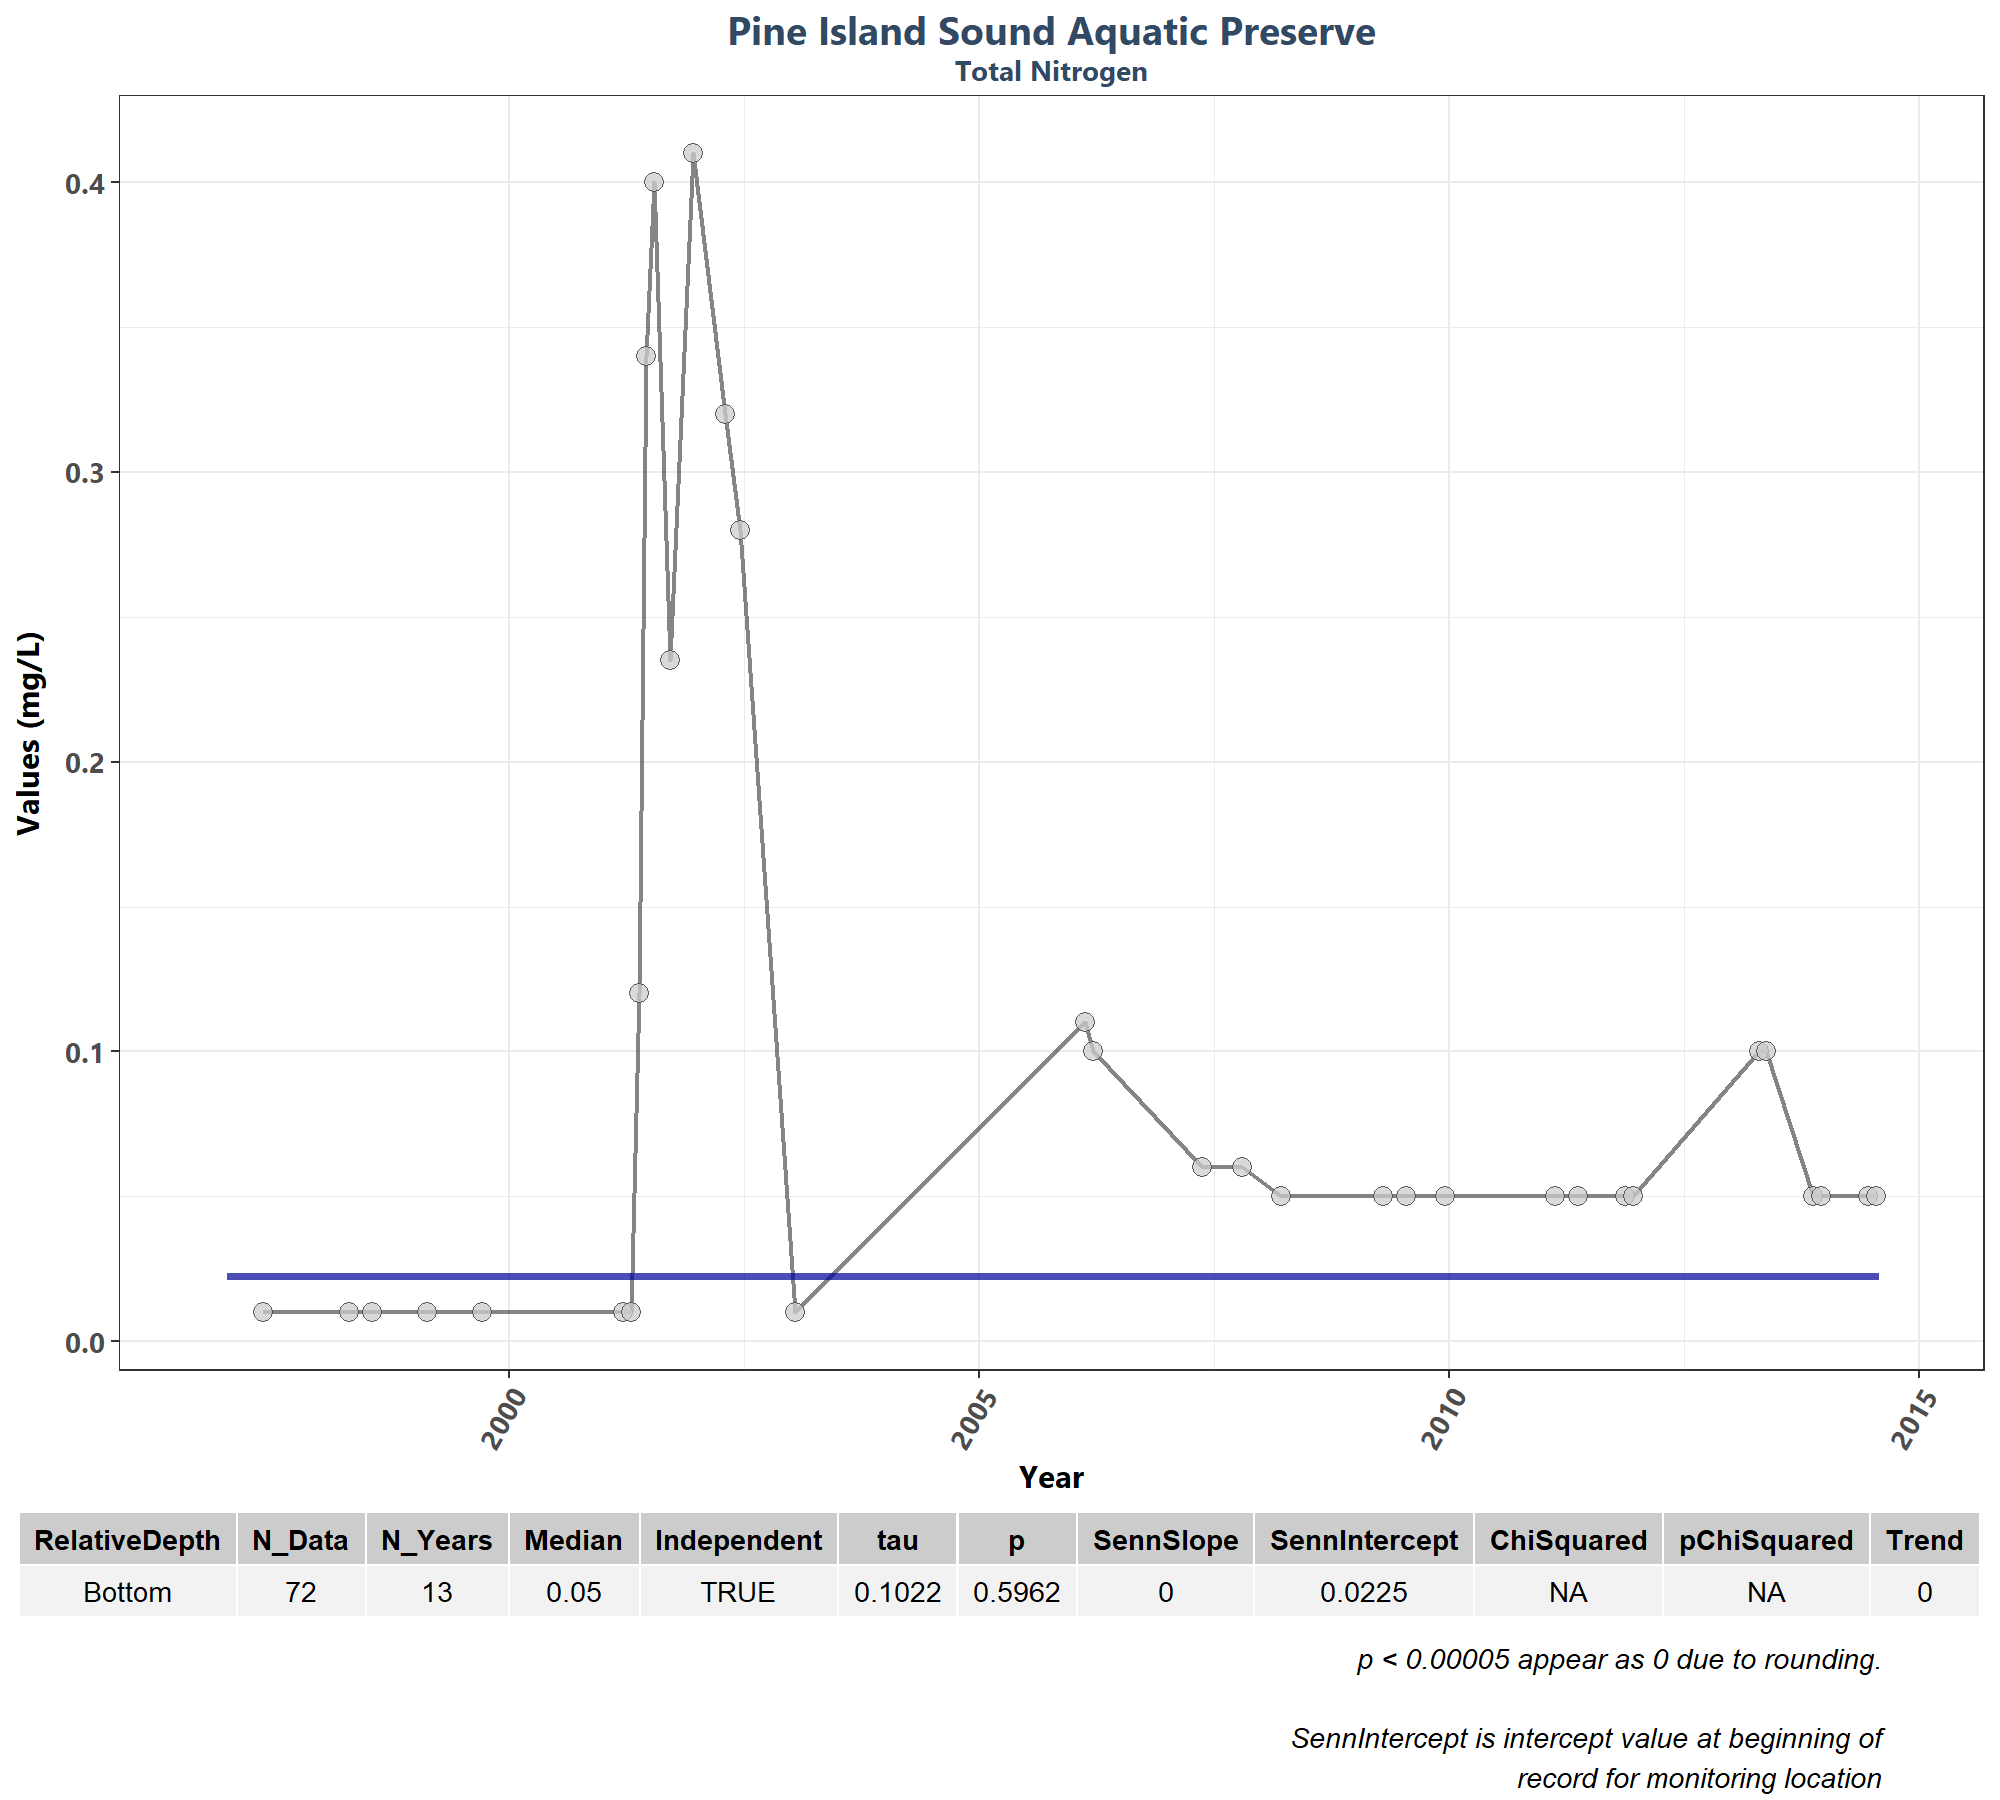 Pine Island Sound Aquatic Preserve
Total Nitrogen
Values (mg/L)
0.4
0.3
0.2
0.1
0.0
2000 2005 2010 2015
Year
RelativeDepth N_Data N_Years Median Independent tau p SennSlope SennIntercept ChiSquared pChiSquared Trend
Bottom 72 13 0.05 TRUE 0.1022 0.5962 0 0.0225 NA NA 0
p < 0.00005 appear as 0 due to rounding.
SennIntercept is intercept value at beginning of
record for monitoring location